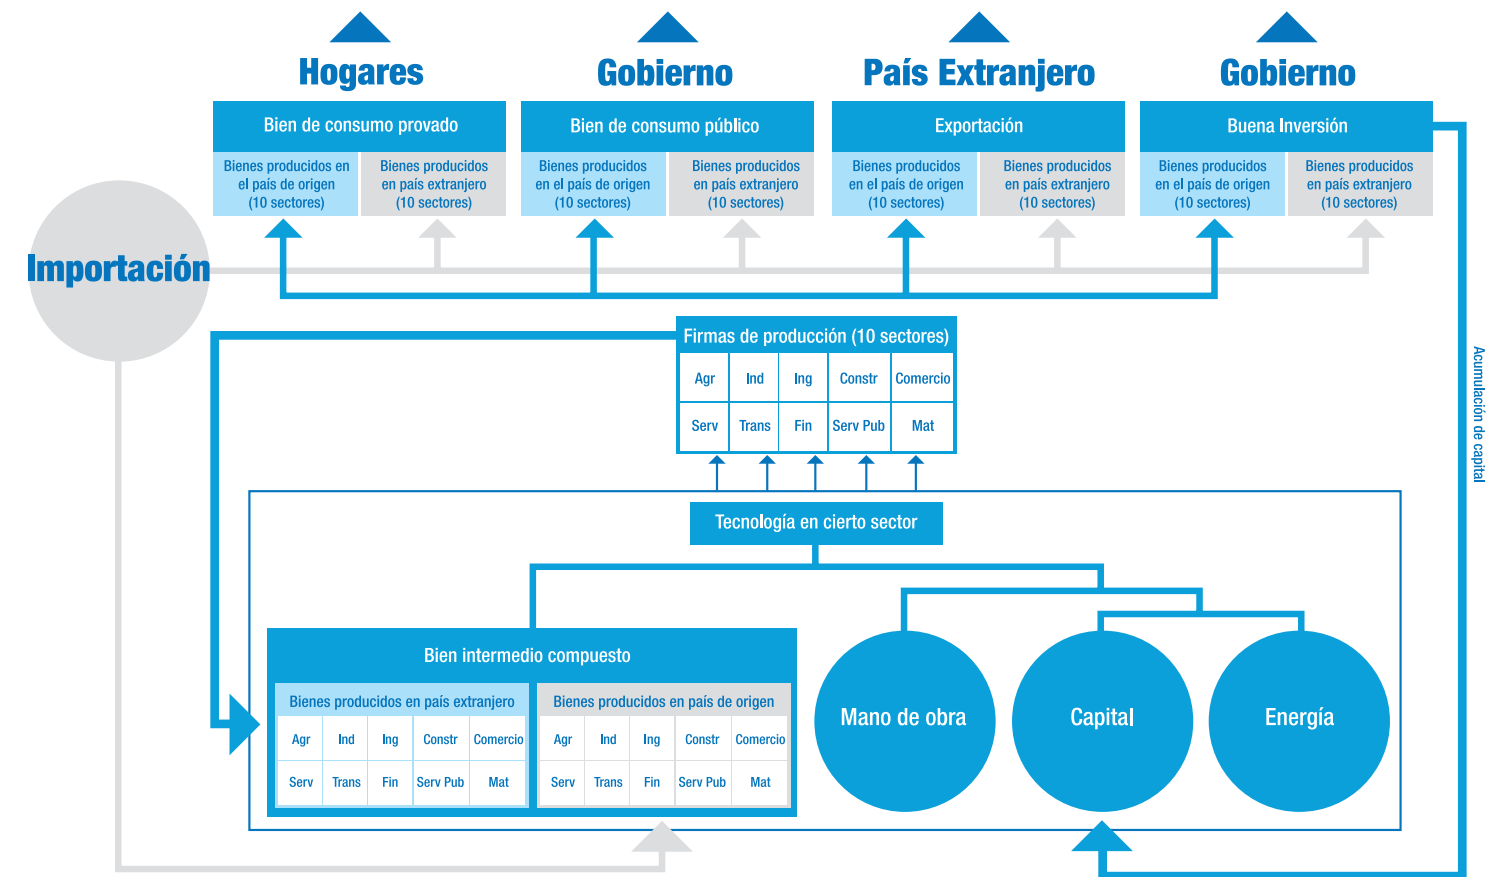 Hogares
Gobierno
País Extranjero
Gobierno
Bien de consumo provado
Bien de consumo público
Exportación
Buena Inversión
Bienes producidos en
el país de origen
(10 sectores)
Bienes producidos
en país extranjero
(10 sectores)
Bienes producidos
en el país de origen
(10 sectores)
Bienes producidos
en país extranjero
(10 sectores)
Bienes producidos
en el país de origen
(10 sectores)
Bienes producidos
en país extranjero
(10 sectores)
Bienes producidos
en el país de origen
(10 sectores)
Bienes producidos
en país extranjero
(10 sectores)
Importación
Firmas de producción (10 sectores)
Agr Ind Ing Constr Comercio
Serv Trans Fin Serv Pub Mat
Acumulación de capital
Tecnología en cierto sector
Bien intermedio compuesto
Bienes producidos en país extranjero
Agr Ind Ing Constr Comercio
Serv Trans Fin Serv Pub Mat
Bienes producidos en país de origen
Agr Ind Ing Constr Comercio
Serv Trans Fin Serv Pub Mat
Mano de obra
Capital
Energía